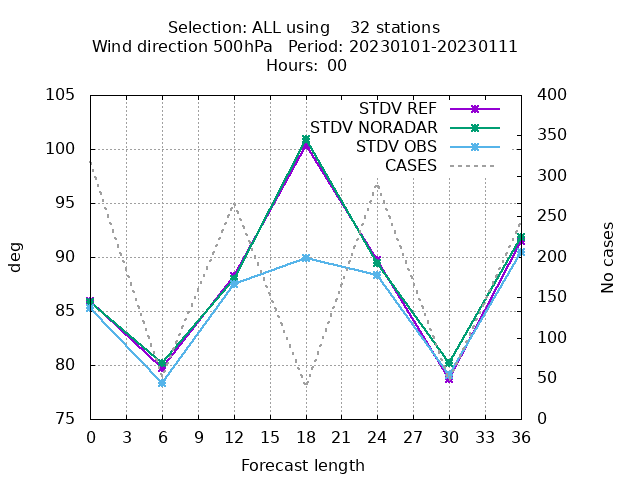 Selection: ALL using    32 stations
Wind direction 500hPa   Period: 20230101-20230111
Hours: 00
105
100
95
90
85
80
75
400
350
300
250
200
150
100
50
0
STDV REF
STDV NORADAR
STDV OBS
CASES
deg
No cases
0 3 6 9 12 15 18 21 24 27 30 33 36
Forecast length